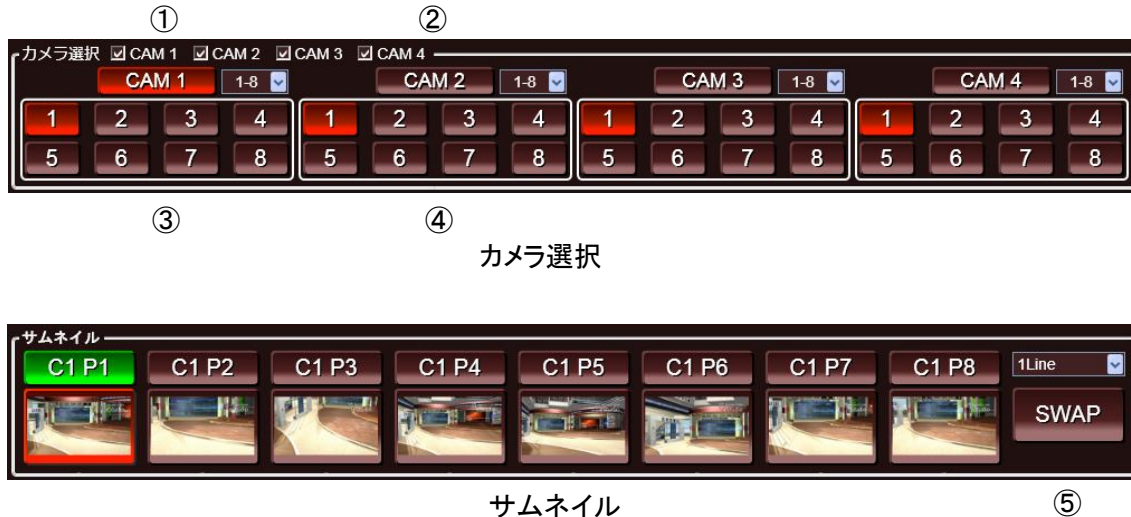 ① ②
カメラ選択 CAM 1 CAM 2 CAM 3 CAM 4
CAM 1 1-8 CAM 2 1-8 CAM 3 1-8 CAM 4 1-8
1 2 3 4 1 2 3 4 1 2 3 4 1 2 3 4
5 6 7 8 5 6 7 8 5 6 7 8 5 6 7 8
③ ④
カメラ選択
サムネイル
C1 P1 C1 P2 C1 P3 C1 P4 C1 P5 C1 P6 C1 P7 C1 P8 1Line
SWAP
サムネイル ⑤